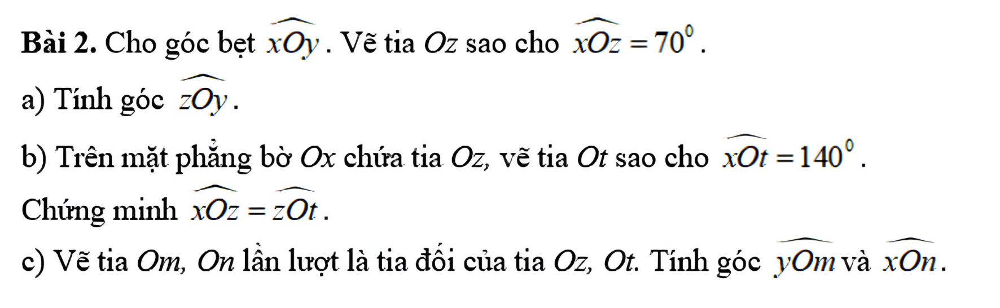 Bài 2. Cho góc bẹt $\widehat{xOy}$ . Vẽ tia Oz sao cho $\widehat{xOz} = 70^0$ .
a) Tính góc $\widehat{zOy}$ .
b) Trên mặt phẳng bờ Ox chứa tia Oz, vẽ tia Ot sao cho $\widehat{xOt} = 140^0$ .
Chứng minh $\widehat{xOz} = \widehat{zOt}$ .
c) Vẽ tia Om, On lần lượt là tia đối của tia Oz, Ot. Tính góc $\widehat{yOm}$ và $\widehat{xOn}$ .